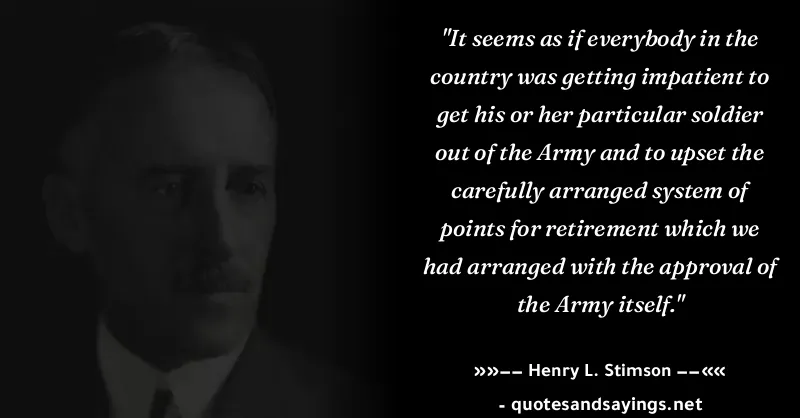 "It seems as if everybody in the
country was getting impatient to
get his or her particular soldier
out of the Army and to upset the
carefully arranged system of
points for retirement which we
had arranged with the approval of
the Army itself."
»»–– Henry L. Stimson ––««
- quotesandsayings.net